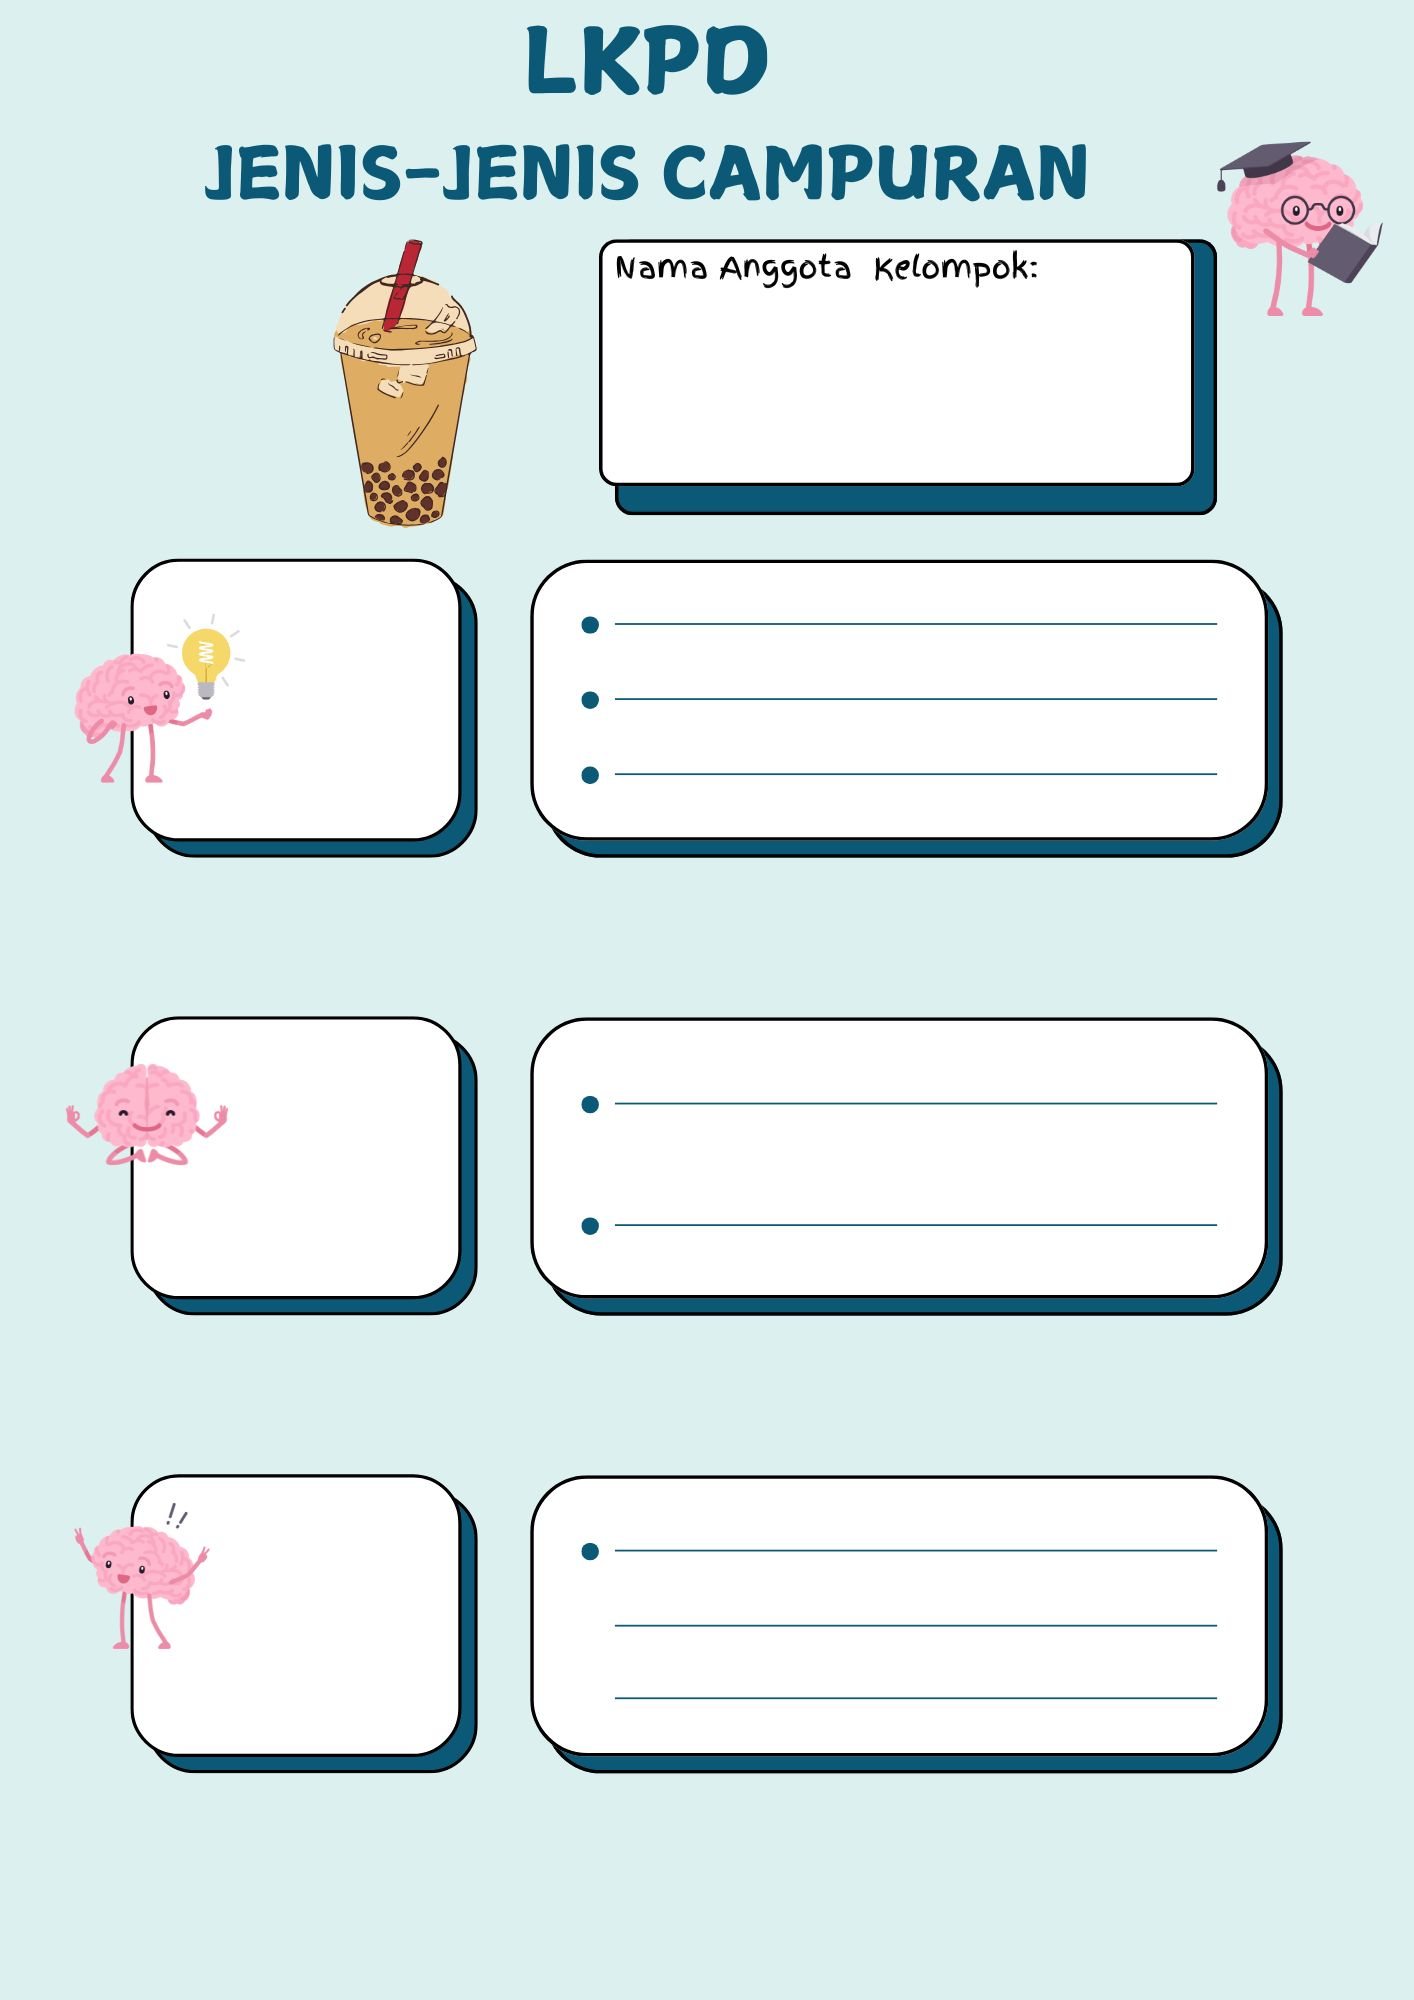 LKPD
JENIS-JENIS CAMPURAN
Nama Anggota Kelompok:
!!